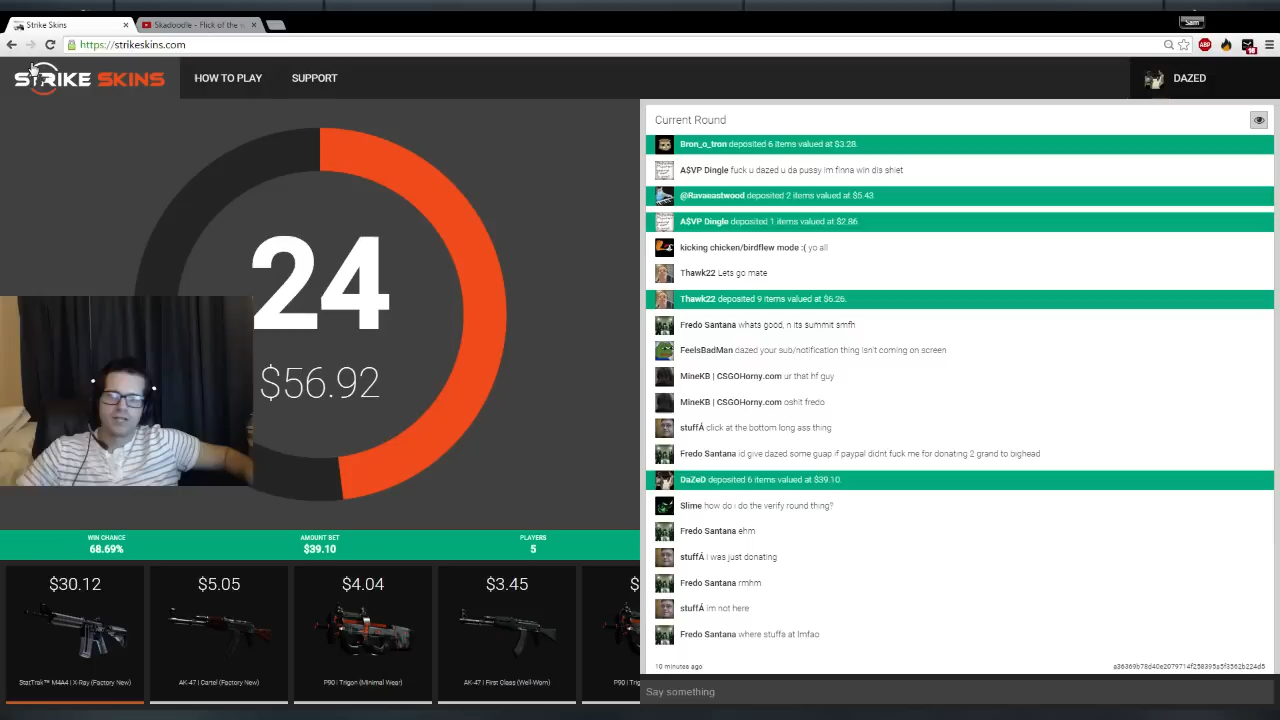 Strike Skins
Skadoodle - Flick of the
Sam
https://strikeskins.com
ABP
STRIKE SKINS
HOW TO PLAY
SUPPORT
DAZED
24
$56.92
WIN CHANCE
68.69%
AMOUNT BET
$39.10
PLAYERS
5
$30.12
StatTrak™ M4A4 | X-Ray (Factory New)
$5.05
AK-47 | Cartel (Factory New)
$4.04
P90 | Trigon (Minimal Wear)
$3.45
AK-47 | First Class (Well-Worn)
$
P90 | Trig
Current Round
Bron_o_tron deposited 6 items valued at $3.28.
A$VP Dingle fuck u dazed u da pussy Im finna win dis shiet
@Ravaeastwood deposited 2 items valued at $5.43.
A$VP Dingle deposited 1 items valued at $2.86.
kicking chicken/birdflew mode :( yo all
Thawk22 Lets go mate
Thawk22 deposited 9 items valued at $6.26.
Fredo Santana whats good, n its summit smfh
FeelsBadMan dazed your sub/notification thing isn't coming on screen
MineKB | CSGOHorny.com ur that hf guy
MineKB | CSGOHorny.com oshit fredo
stuffÁ click at the bottom long ass thing
Fredo Santana id give dazed some guap if paypal didnt fuck me for donating 2 grand to bighead
DaZeD deposited 6 items valued at $39.10.
Slime how do i do the verify round thing?
Fredo Santana ehm
stuffÁ I was just donating
Fredo Santana rmhm
stuffÁ im not here
Fredo Santana where stuffa at lmfao
10 minutes ago
Say something